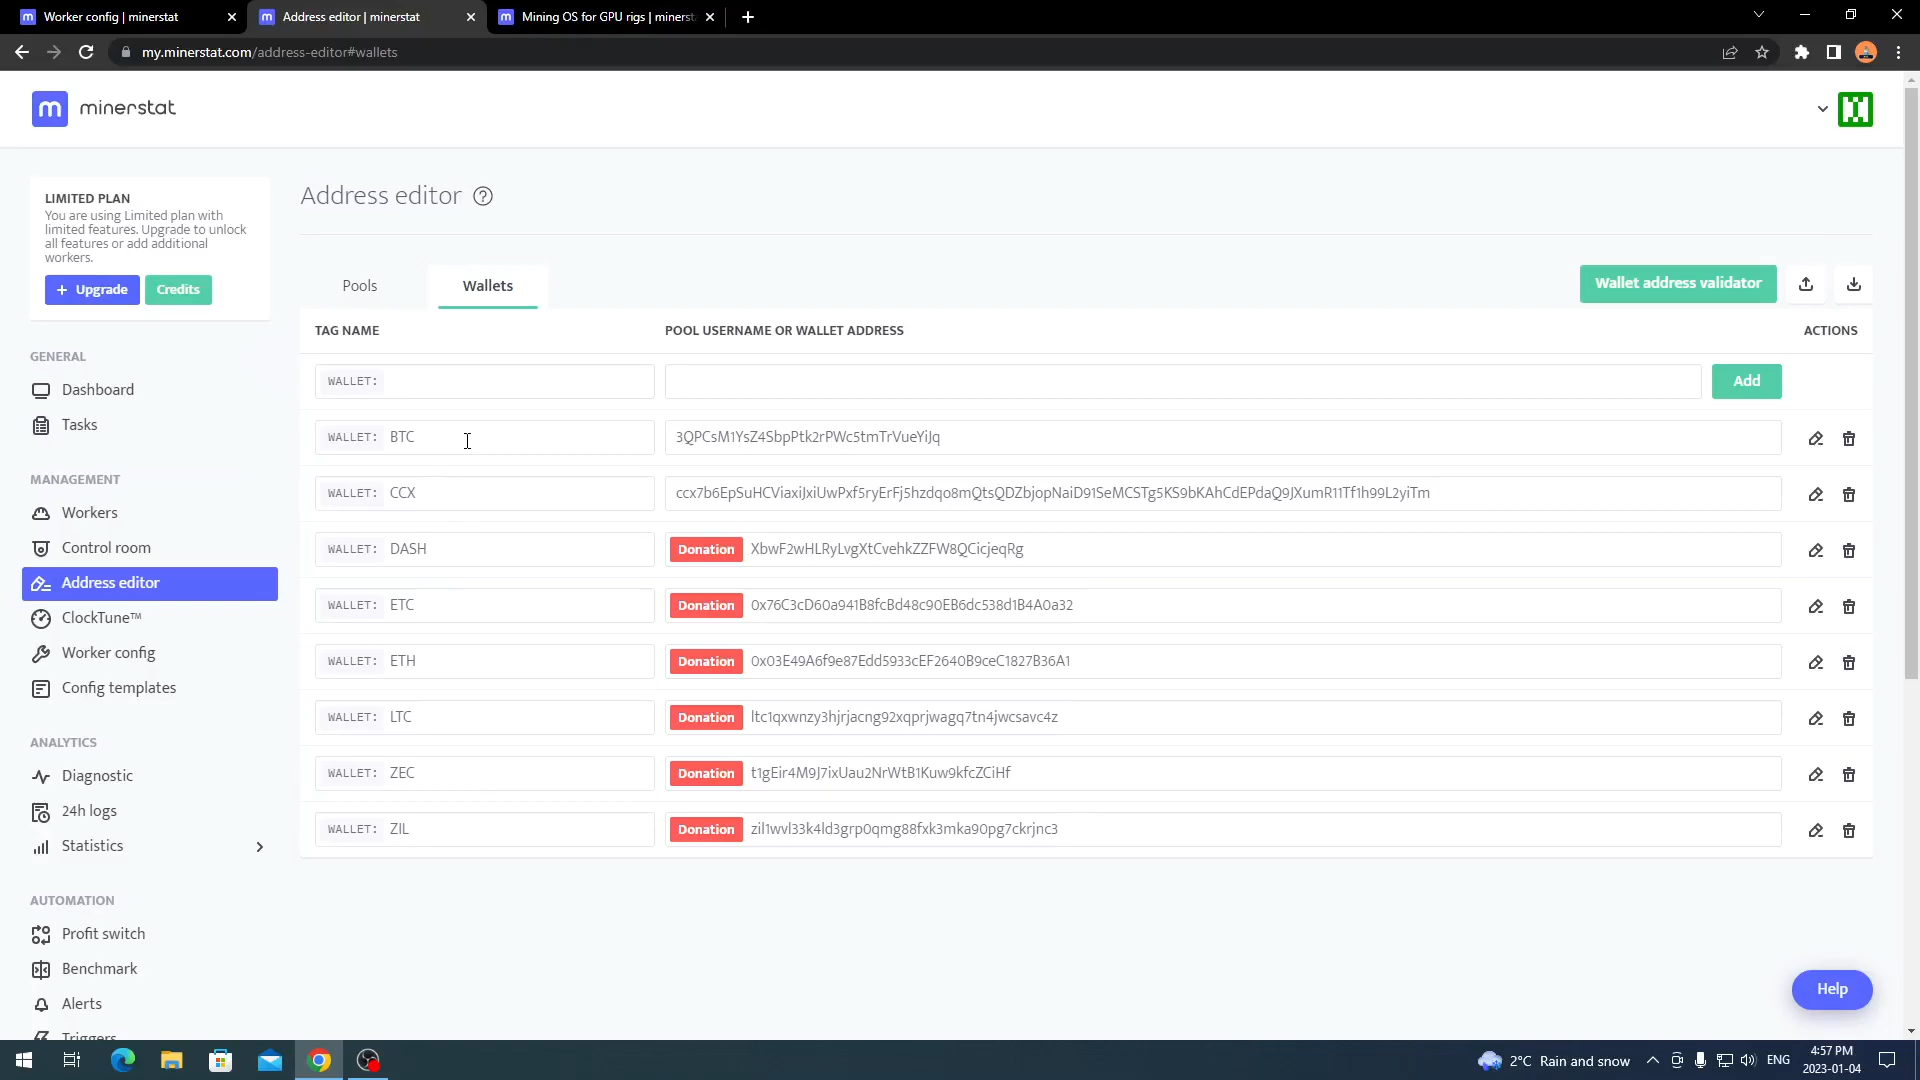 Worker config | minerstat
Address editor | minerstat
Mining OS for GPU rigs | minerst
my.minerstat.com/address-editor#wallets
m minerstat
LIMITED PLAN
You are using Limited plan with
limited features. Upgrade to unlock
all features or add additional
workers.
+ Upgrade
Credits
GENERAL
Dashboard
Tasks
MANAGEMENT
Workers
Control room
Address editor
ClockTune™
Worker config
Config templates
ANALYTICS
Diagnostic
24h logs
Statistics
AUTOMATION
Profit switch
Benchmark
Alerts
Triggers
Address editor ?
Pools
Wallets
Wallet address validator
TAG NAME POOL USERNAME OR WALLET ADDRESS ACTIONS
WALLET: Add
WALLET: BTC 3QPCsM1YsZ4SbpPtk2rPWc5tmTrVueYiJq
WALLET: CCX ccx7b6EpSuHCViaxiJxiUwPxf5ryErFj5hzdqo8mQtsQDZbjopNaiD91SeMCSTg5KS9bKAhCdEPdaQ9JXumR11Tf1h99L2yiTm
WALLET: DASH Donation XbwF2wHLRyLvgXtCvehkZZFW8QCicjeqRg
WALLET: ETC Donation 0x76C3cD60a941B8fcBd48c90EB6dc538d1B4A0a32
WALLET: ETH Donation 0x03E49A6f9e87Edd5933cEF2640B9ceC1827B36A1
WALLET: LTC Donation ltc1qxwnzy3hjrjacng92xqprjwagq7tn4jwcsavc4z
WALLET: ZEC Donation t1gEir4M9J7ixUau2NrWtB1Kuw9kfcZCiHf
WALLET: ZIL Donation zil1wvl33k4ld3grp0qmg88fxk3mka90pg7ckrjnc3
Help
2°C Rain and snow
ENG
4:57 PM
2023-01-04